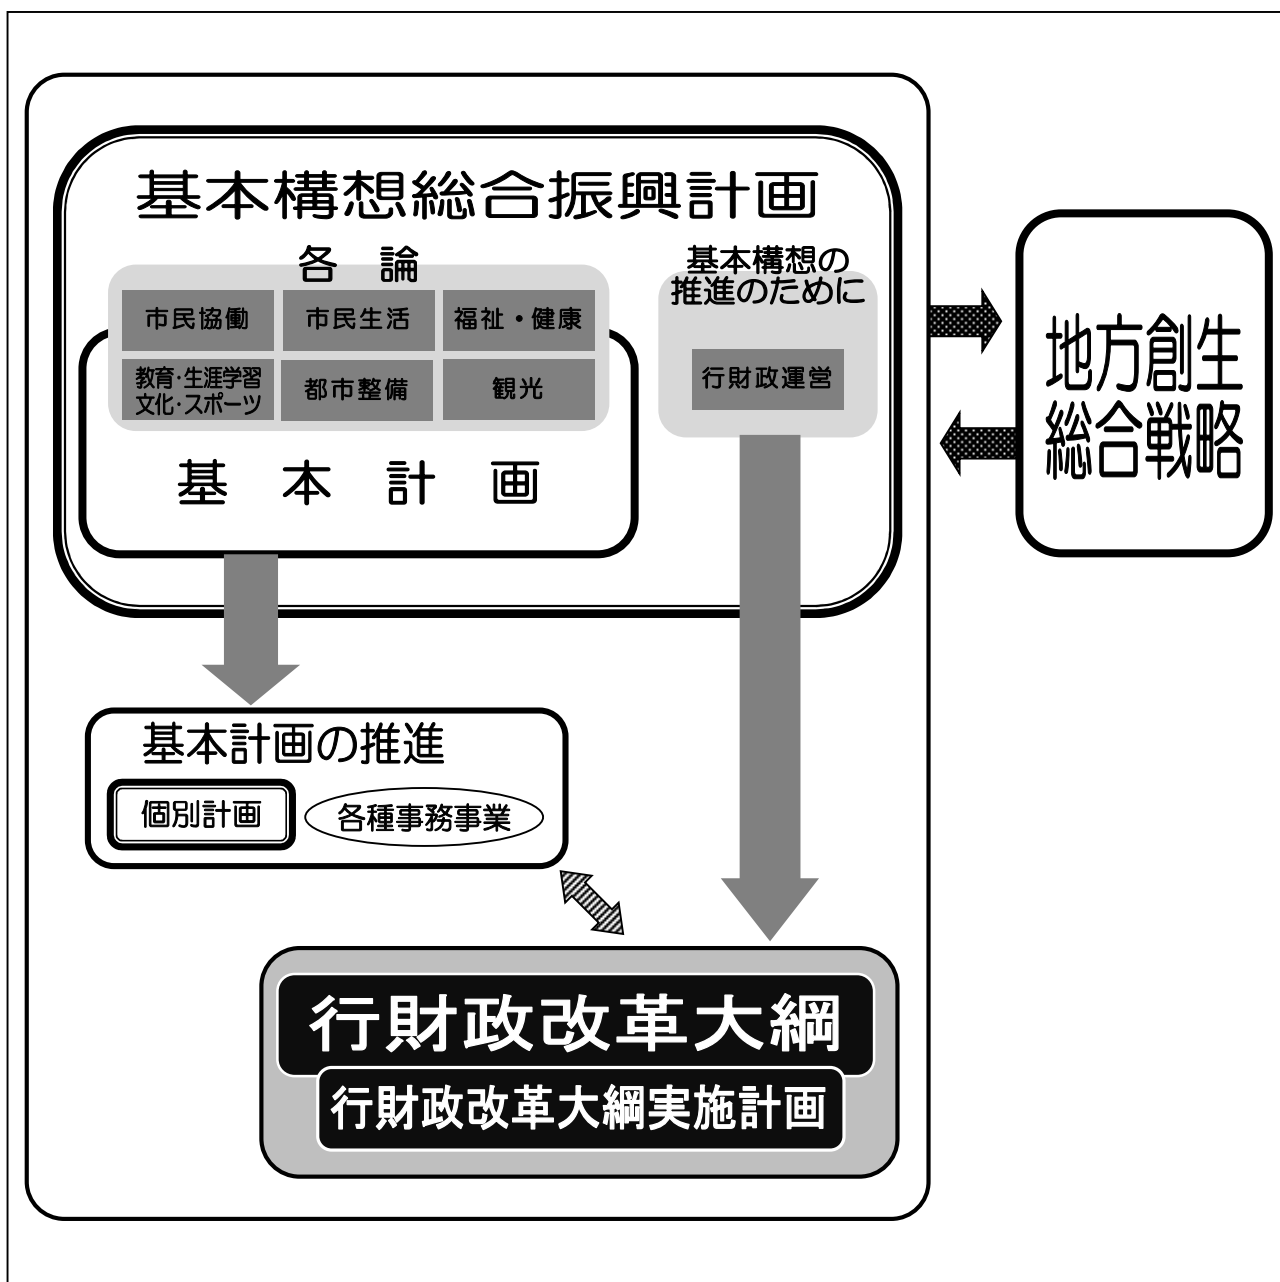 基本構想総合振興計画
各 論
市民協働
市民生活
福祉・健康
教育・生涯学習
文化・スポーツ
都市整備
観光
基 本 計 画
基本構想の
推進のために
行財政運営
地方創生
総合戦略
基本計画の推進
個別計画
各種事務事業
行財政改革大綱
行財政改革大綱実施計画